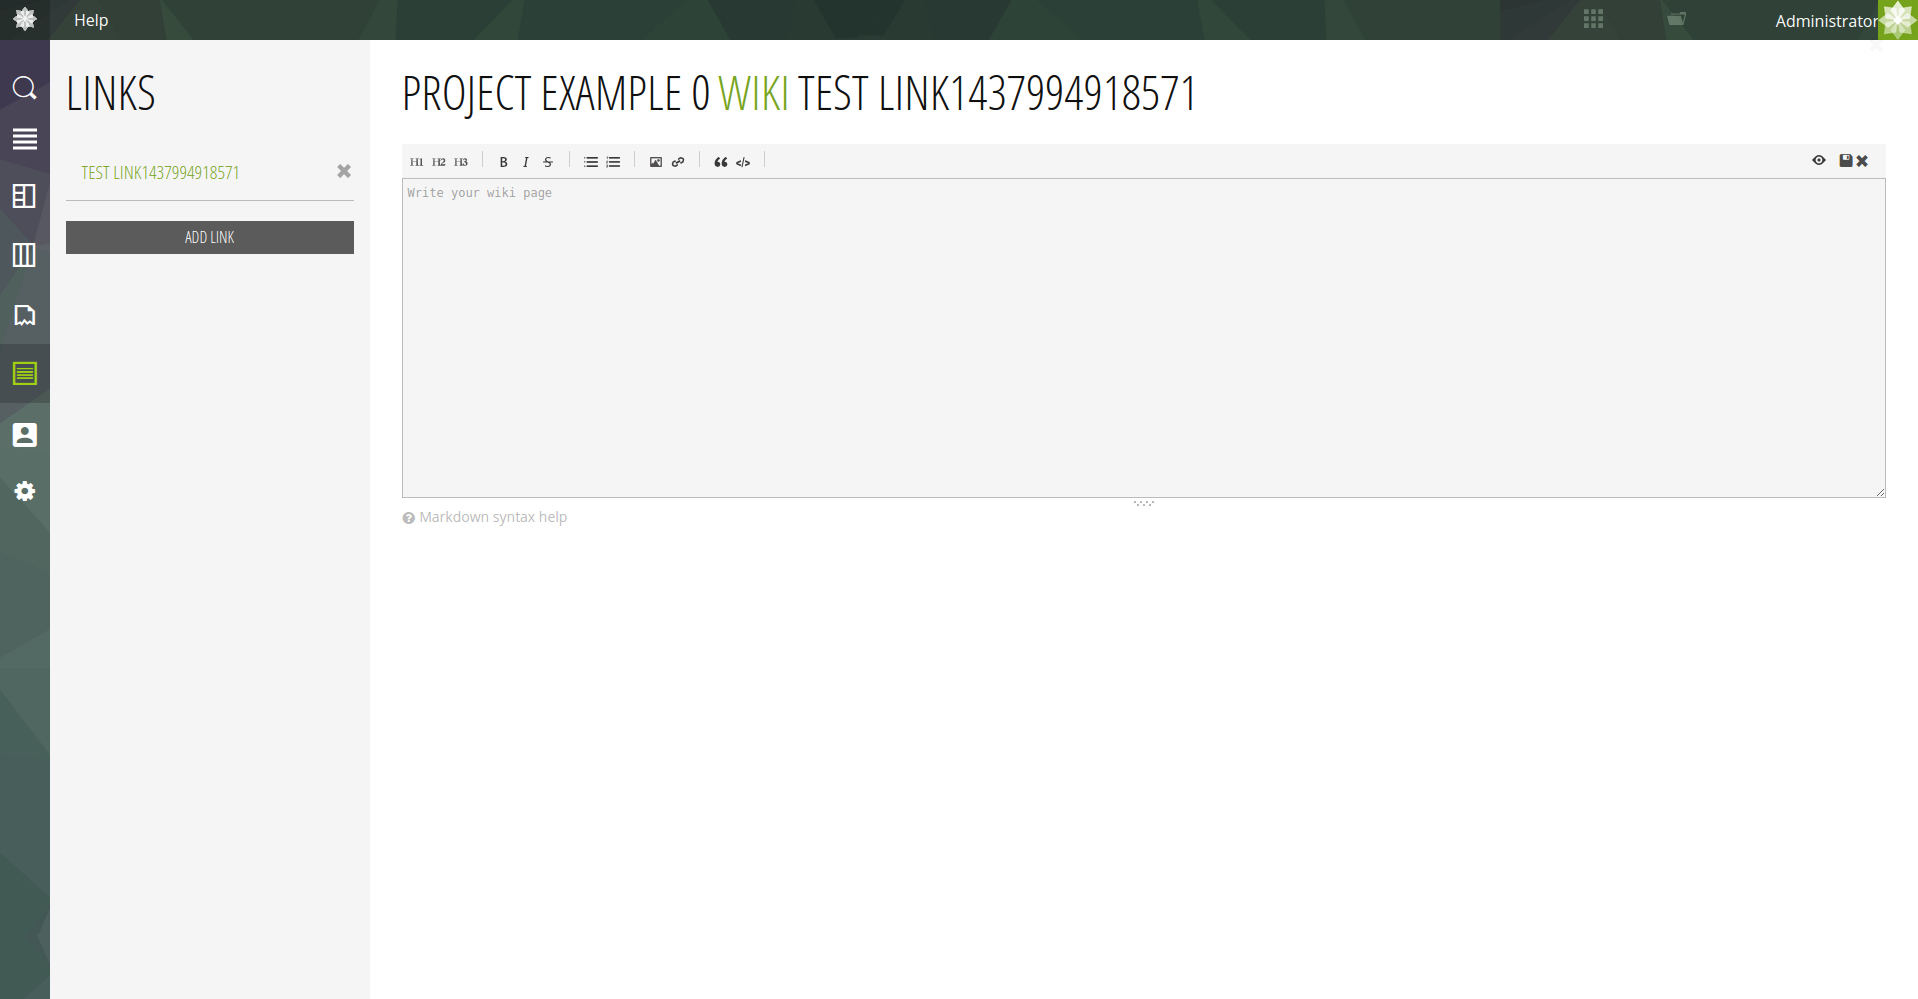 Help
Administrator
LINKS
TEST LINK1437994918571
ADD LINK
PROJECT EXAMPLE 0 WIKI TEST LINK1437994918571
H1 H2 H3 B I S
Write your wiki page
Markdown syntax help